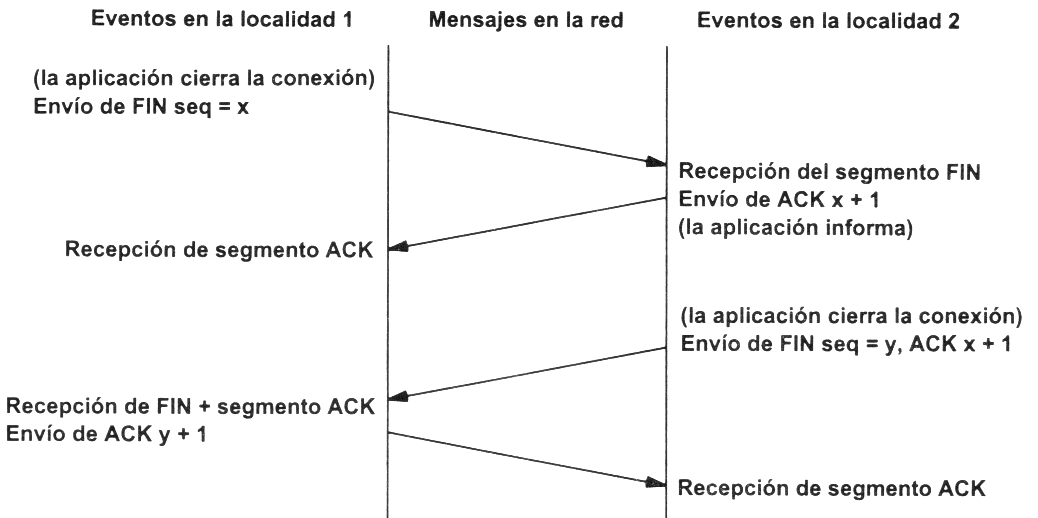 Eventos en la localidad 1
Mensajes en la red
Eventos en la localidad 2
(la aplicación cierra la conexión)
Envío de FIN seq = x
Recepción del segmento FIN
Envío de ACK x + 1
(la aplicación informa)
Recepción de segmento ACK
(la aplicación cierra la conexión)
Envío de FIN seq = y, ACK x + 1
Recepción de FIN + segmento ACK
Envío de ACK y + 1
Recepción de segmento ACK